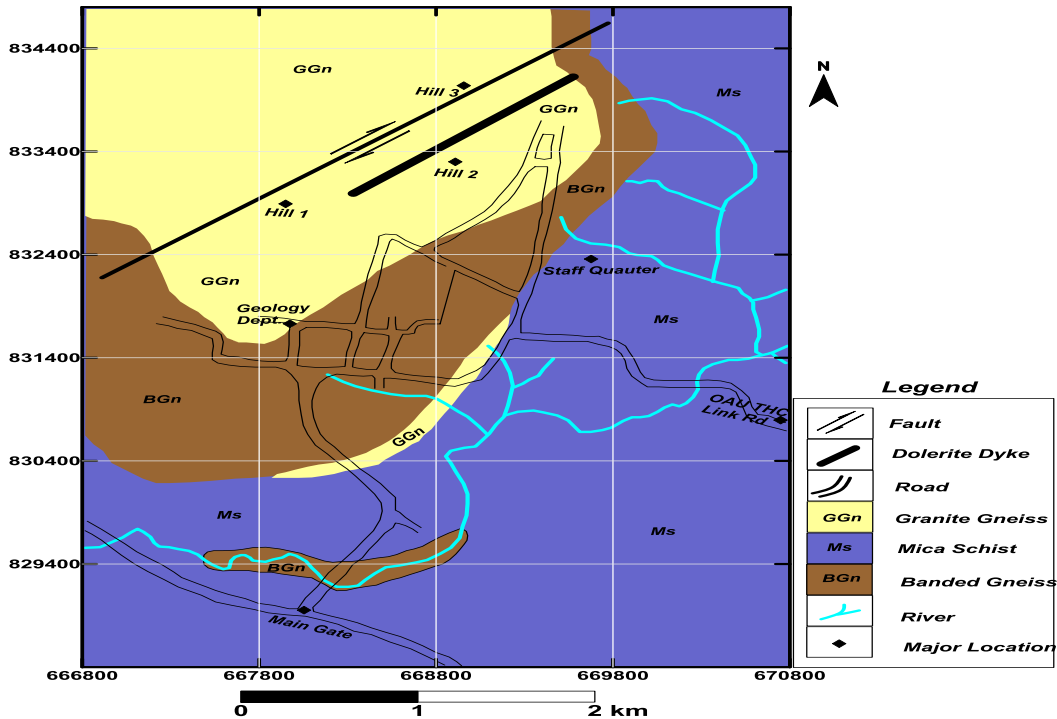 834400
833400
832400
831400
830400
829400
666800
667800
668800
669800
670800
0
1
2 km
N
GGn
Hill 3
GGn
Ms
Hill 2
BGn
Hill 1
GGn
Staff Quauter
Geology
Dept
Ms
BGn
OAU THC
Link Rd
GGn
Ms
Ms
BGn
Main Gate
Legend
Fault
Dolerite Dyke
Road
GGn Granite Gneiss
Ms Mica Schist
BGn Banded Gneiss
River
Major Location